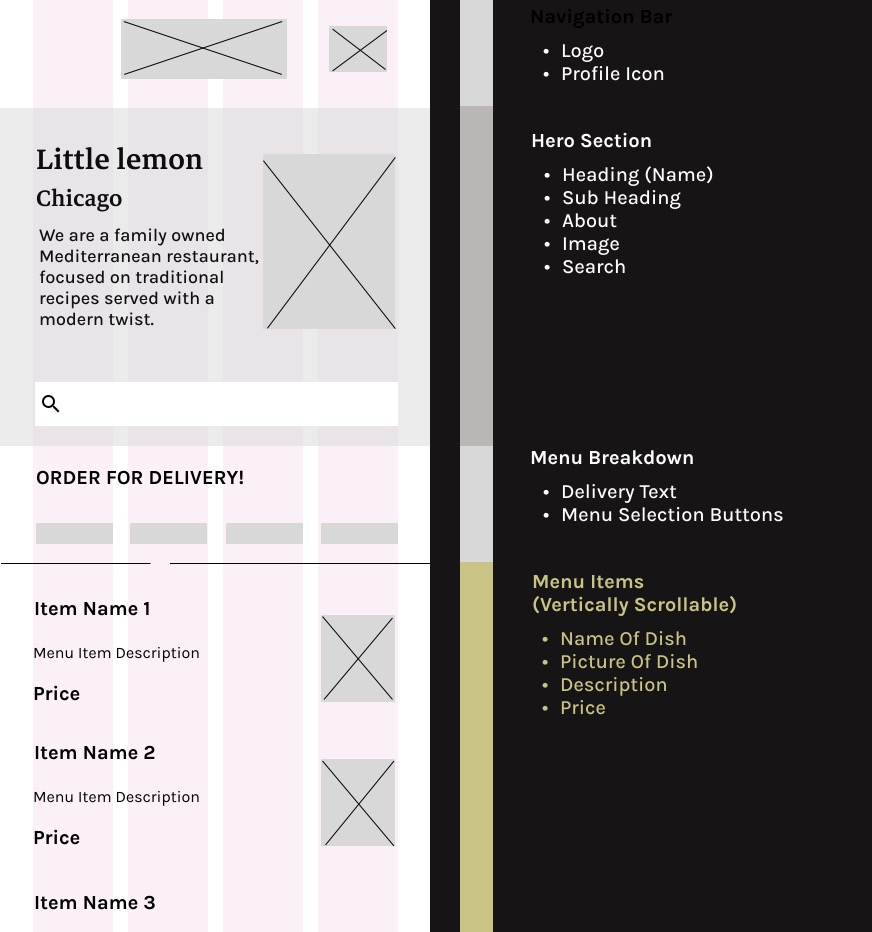 Little lemon
Chicago
We are a family owned
Mediterranean restaurant,
focused on traditional
recipes served with a
modern twist.
ORDER FOR DELIVERY!
Item Name 1
Menu Item Description
Price
Item Name 2
Menu Item Description
Price
Item Name 3
Navigation Bar
• Logo
• Profile Icon
Hero Section
• Heading (Name)
• Sub Heading
• About
• Image
• Search
Menu Breakdown
• Delivery Text
• Menu Selection Buttons
Menu Items
(Vertically Scrollable)
• Name Of Dish
• Picture Of Dish
• Description
• Price